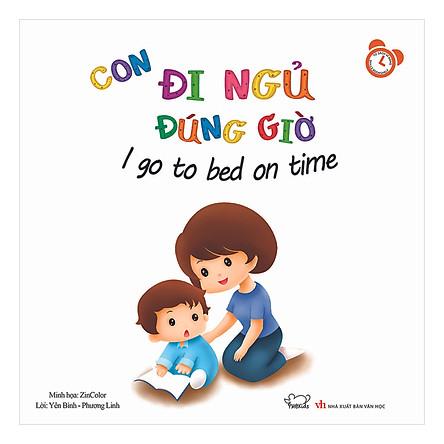 CON ĐI NGỦ
ĐÚNG GIỜ
I go to bed on time
Minh họa: ZinColor
Lời: Yên Bình - Phương Linh
vh NHÀ XUẤT BẢN VĂN HỌC